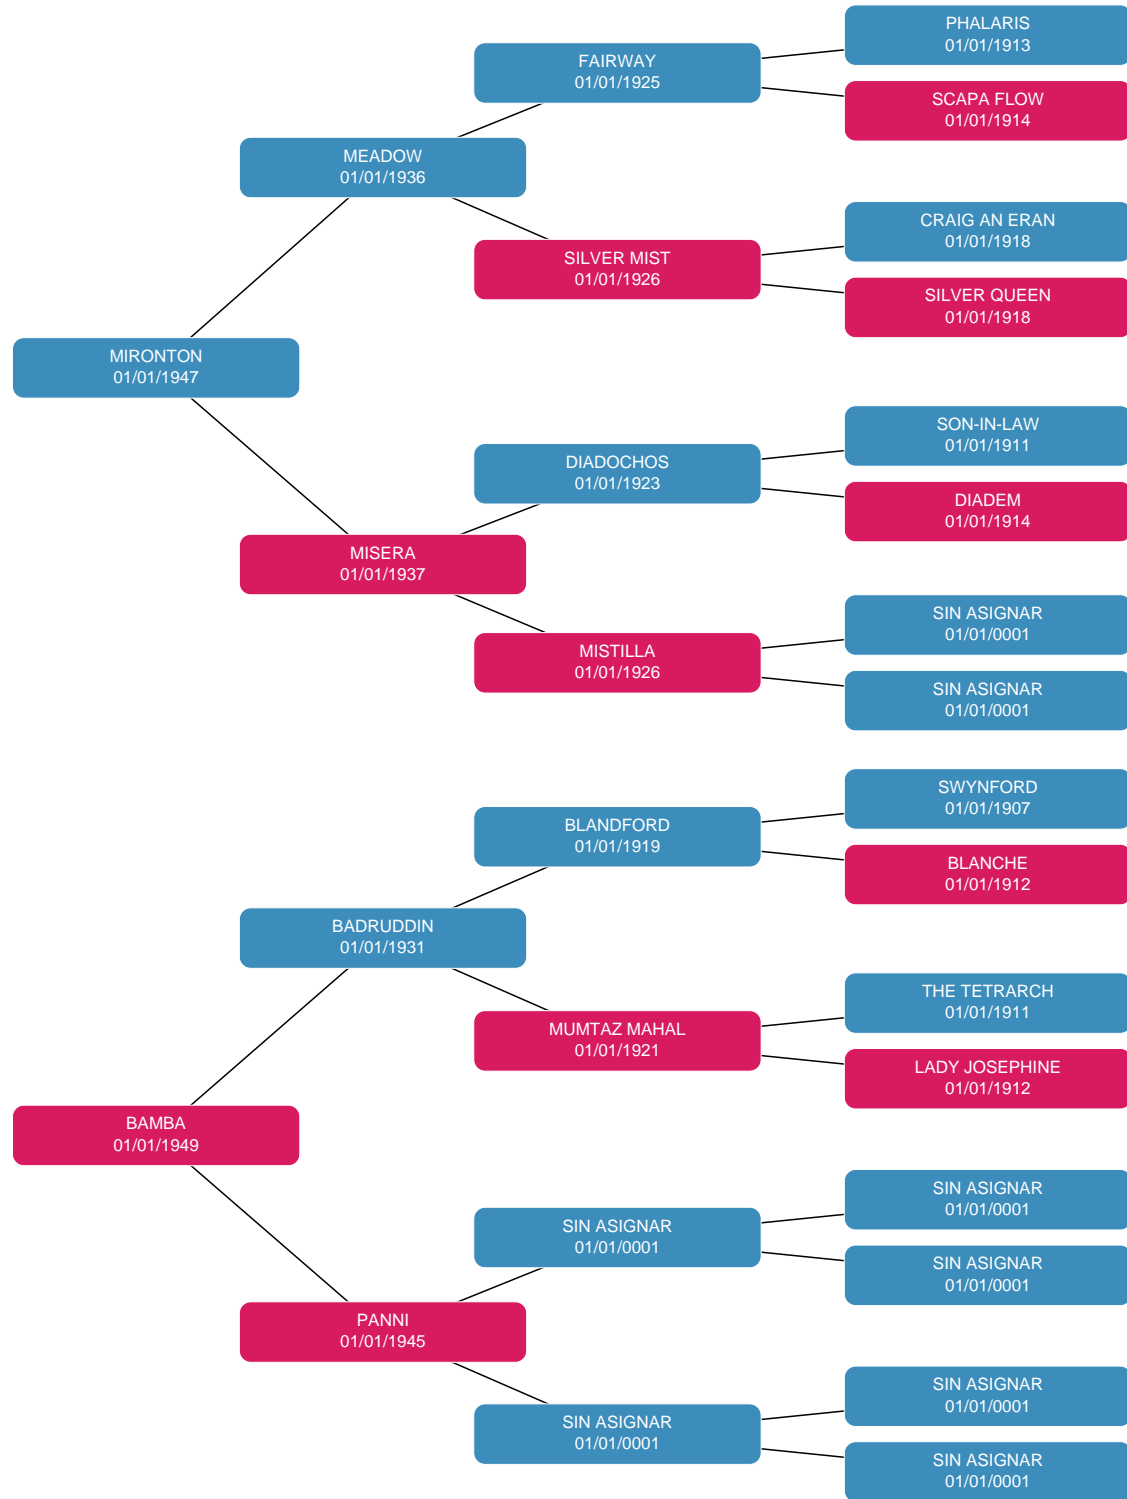 PHALARIS
01/01/1913
FAIRWAY
01/01/1925
SCAPA FLOW
01/01/1914
MEADOW
01/01/1936
CRAIG AN ERAN
01/01/1918
SILVER MIST
01/01/1926
SILVER QUEEN
01/01/1918
MIRONTON
01/01/1947
SON-IN-LAW
01/01/1911
DIADOCHOS
01/01/1923
DIADEM
01/01/1914
MISERA
01/01/1937
SIN ASIGNAR
01/01/0001
MISTILLA
01/01/1926
SIN ASIGNAR
01/01/0001
SWYNFORD
01/01/1907
BLANDFORD
01/01/1919
BLANCHE
01/01/1912
BADRUDDIN
01/01/1931
THE TETRARCH
01/01/1911
MUMTAZ MAHAL
01/01/1921
LADY JOSEPHINE
01/01/1912
BAMBA
01/01/1949
SIN ASIGNAR
01/01/0001
SIN ASIGNAR
01/01/0001
SIN ASIGNAR
01/01/0001
PANNI
01/01/1945
SIN ASIGNAR
01/01/0001
SIN ASIGNAR
01/01/0001
SIN ASIGNAR
01/01/0001